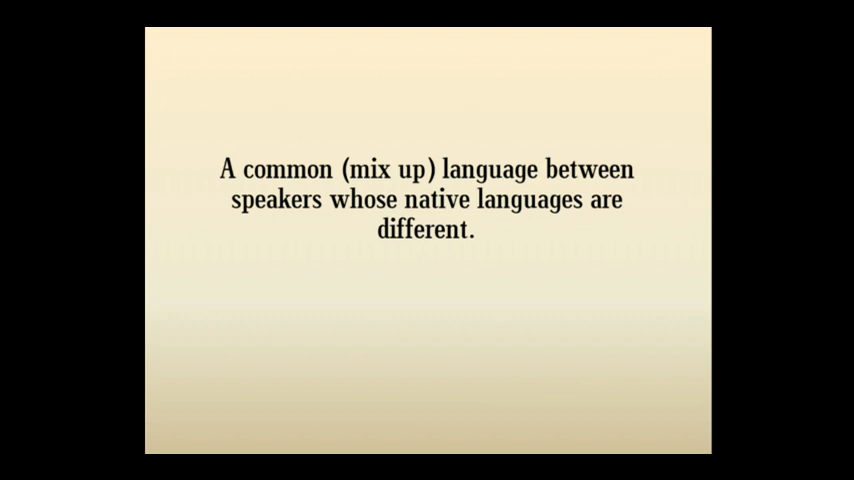 A common (mix up) language between
speakers whose native languages are
different.